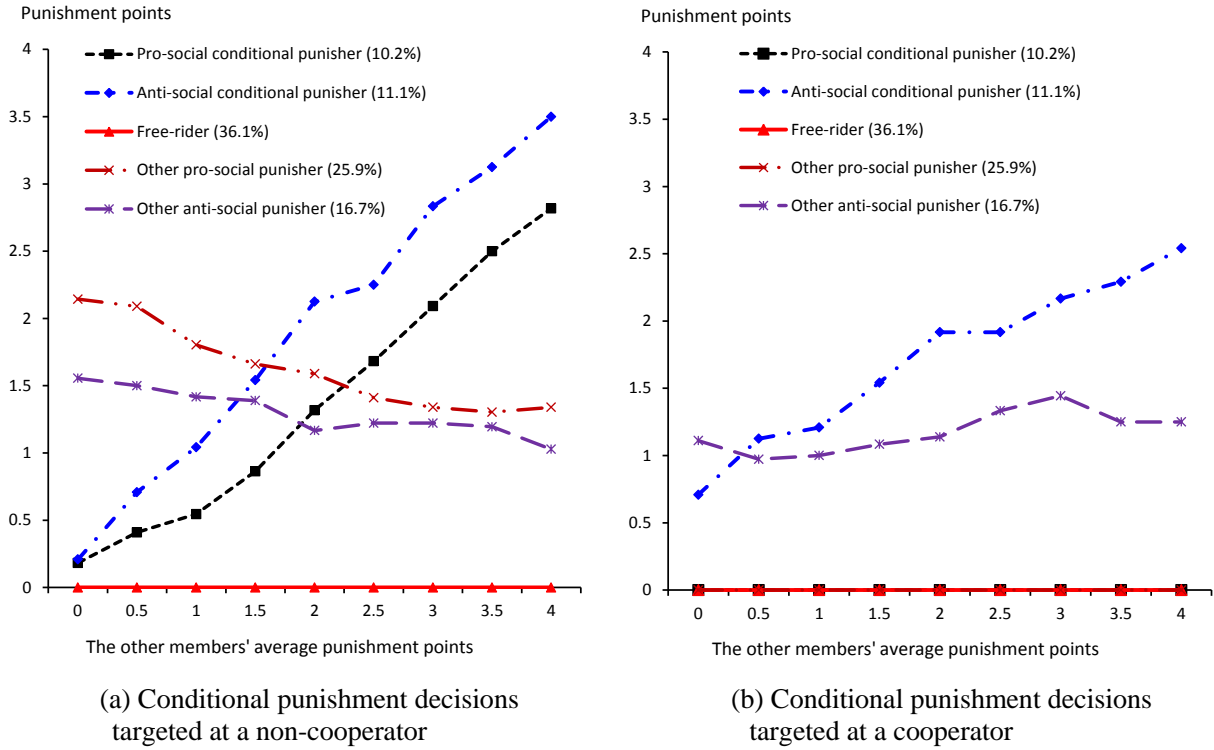 Punishment points
4
3.5
3
2.5
2
1.5
1
0.5
0
Pro-social conditional punisher (10.2%)
Anti-social conditional punisher (11.1%)
Free-rider (36.1%)
Other pro-social punisher (25.9%)
Other anti-social punisher (16.7%)
0 0.5 1 1.5 2 2.5 3 3.5 4
The other members' average punishment points
(a) Conditional punishment decisions
targeted at a non-cooperator
Punishment points
4
3.5
3
2.5
2
1.5
1
0.5
0
Pro-social conditional punisher (10.2%)
Anti-social conditional punisher (11.1%)
Free-rider (36.1%)
Other pro-social punisher (25.9%)
Other anti-social punisher (16.7%)
0 0.5 1 1.5 2 2.5 3 3.5 4
The other members' average punishment points
(b) Conditional punishment decisions
targeted at a cooperator